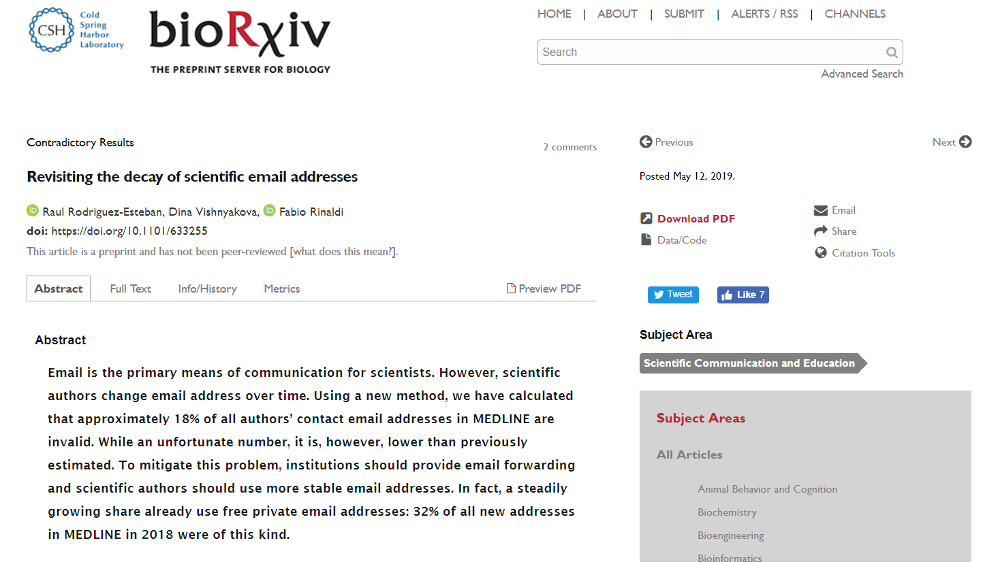 CSH
Cold
Spring
Harbor
Laboratory
bioRxiv
THE PREPRINT SERVER FOR BIOLOGY
HOME | ABOUT | SUBMIT | ALERTS / RSS | CHANNELS
Search
Advanced Search
Contradictory Results
2 comments
Revisiting the decay of scientific email addresses
iD Raul Rodriguez-Esteban, Dina Vishnyakova, iD Fabio Rinaldi
doi: https://doi.org/10.1101/633255
This article is a preprint and has not been peer-reviewed [what does this mean?].
Abstract Full Text Info/History Metrics Preview PDF
Abstract
Email is the primary means of communication for scientists. However, scientific
authors change email address over time. Using a new method, we have calculated
that approximately 18% of all authors’ contact email addresses in MEDLINE are
invalid. While an unfortunate number, it is, however, lower than previously
estimated. To mitigate this problem, institutions should provide email forwarding
and scientific authors should use more stable email addresses. In fact, a steadily
growing share already use free private email addresses: 32% of all new addresses
in MEDLINE in 2018 were of this kind.
Previous Next
Posted May 12, 2019.
Download PDF
Data/Code
Email
Share
Citation Tools
Tweet Like 7
Subject Area
Scientific Communication and Education
Subject Areas
All Articles
Animal Behavior and Cognition
Biochemistry
Bioengineering
Bioinformatics